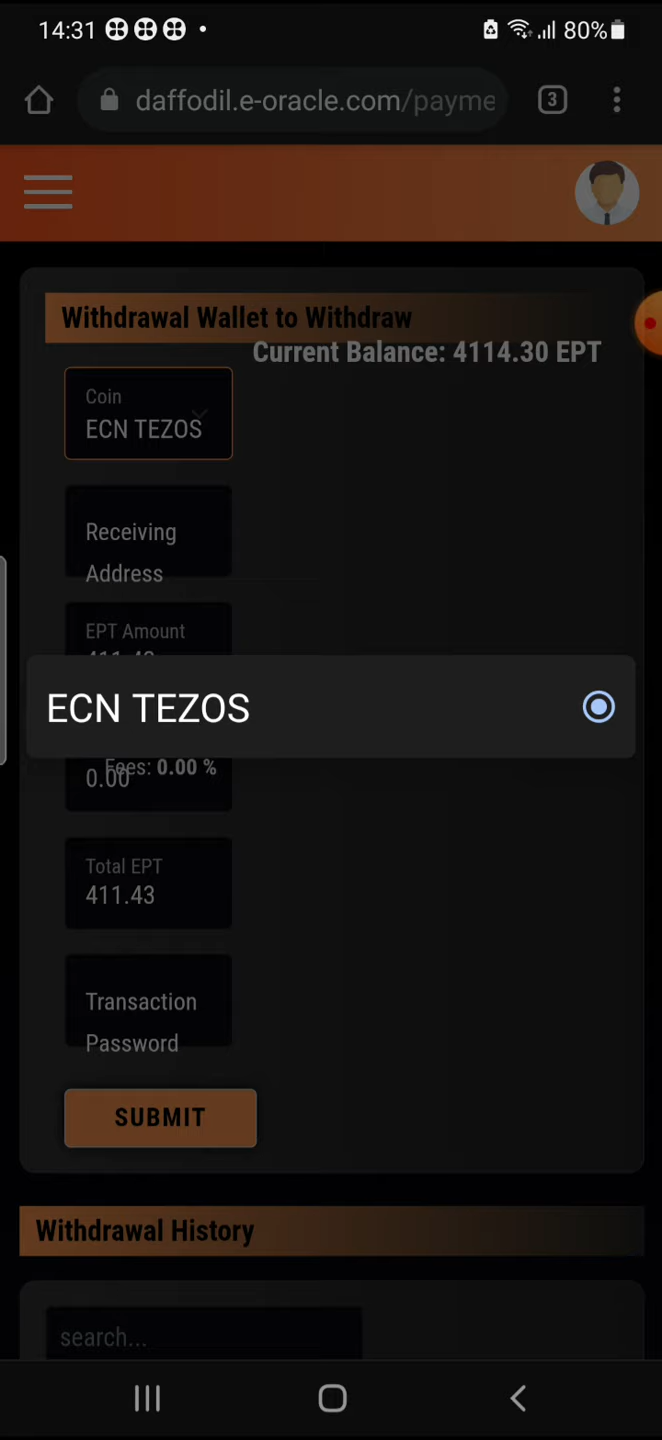 14:31
80%
daffodil.e-oracle.com/payme
3
Withdrawal Wallet to Withdraw
Current Balance: 4114.30 EPT
Coin
ECN TEZOS
Receiving
Address
EPT Amount
ECN TEZOS
Fees: 0.00 %
0.00
Total EPT
411.43
Transaction
Password
SUBMIT
Withdrawal History
search...